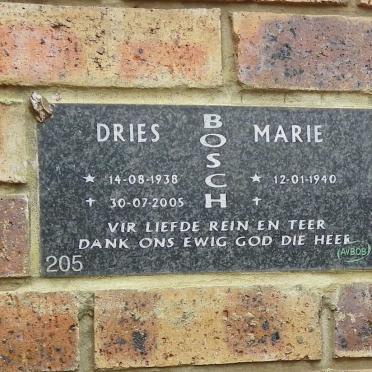 DRIES BOSCH MARIE
★ 14-08-1938 ★ 12-01-1940
✝ 30-07-2005 ✝
VIR LIEFDE REIN EN TEER
DANK ONS EWIG GOD DIE HEER
AVBOB
205